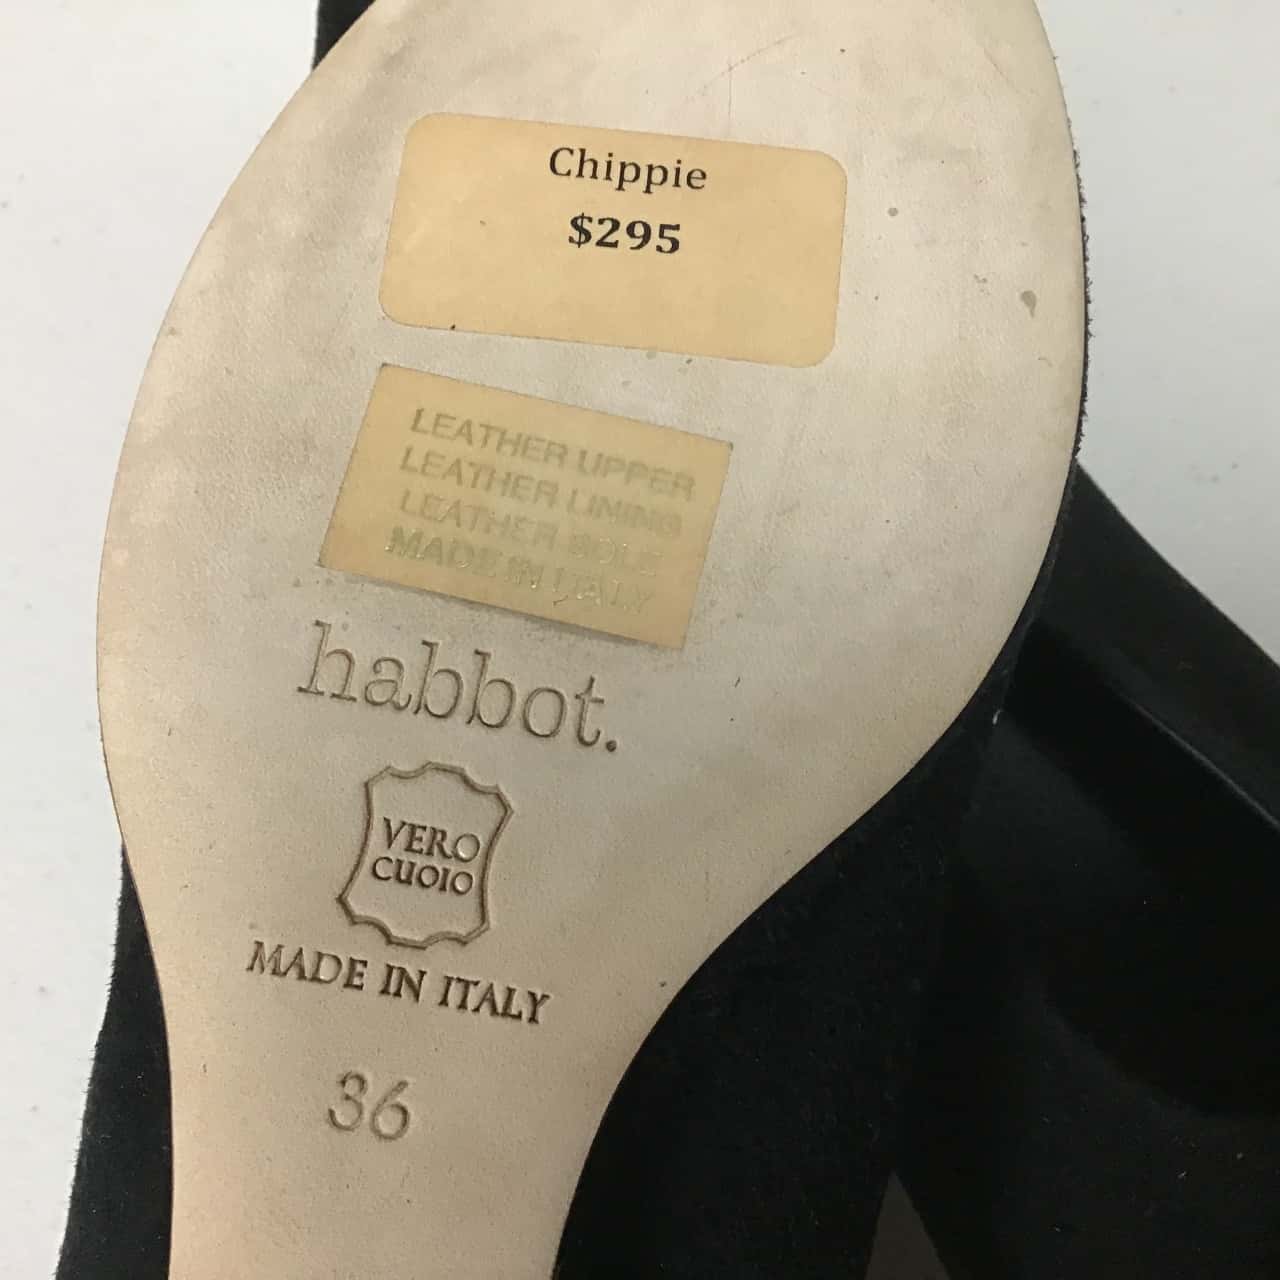 Chippie
$295
LEATHER UPPER
LEATHER LINING
LEATHER SOLE
MADE IN ITALY
habbot.
VERO
CUOIO
MADE IN ITALY
36